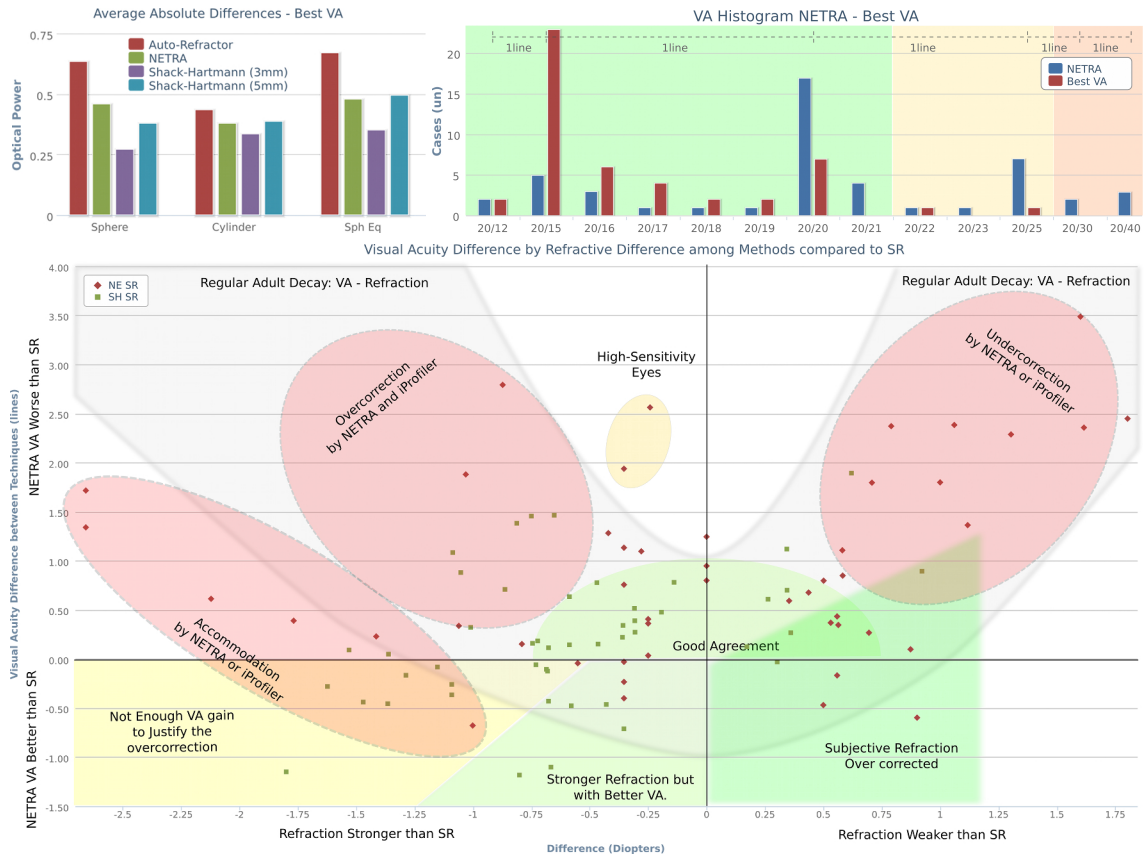 Average Absolute Differences - Best VA
Optical Power
0.75
0.5
0.25
0
Auto-Refractor
NETRA
Shack-Hartmann (3mm)
Shack-Hartmann (5mm)
Sphere
Cylinder
Sph Eq
VA Histogram NETRA - Best VA
Cases (un)
20
15
10
5
0
1line
1line
1line
1line
1line
NETRA
Best VA
20/12
20/15
20/16
20/17
20/18
20/19
20/20
20/21
20/22
20/23
20/25
20/30
20/40
Visual Acuity Difference by Refractive Difference among Methods compared to SR
Visual Acuity Difference between Techniques (lines)
NETRA VA Worse than SR
NETRA VA Better than SR
4.00
3.50
3.00
2.50
2.00
1.50
1.00
0.50
0.00
-0.50
-1.00
-1.50
NE SR
SH SR
Regular Adult Decay: VA - Refraction
Regular Adult Decay: VA - Refraction
High-Sensitivity
Eyes
Overcorrection
by NETRA and iProfiler
Undercorrection
by NETRA or iProfiler
Accommodation
by NETRA or iProfiler
Good Agreement
Not Enough VA gain
to Justify the
overcorrection
Stronger Refraction but
with Better VA.
Subjective Refraction
Over corrected
-2.5
-2.25
-2
-1.75
-1.5
-1.25
-1
-0.75
-0.5
-0.25
0
0.25
0.5
0.75
1
1.25
1.5
1.75
Refraction Stronger than SR
Refraction Weaker than SR
Difference (Diopters)